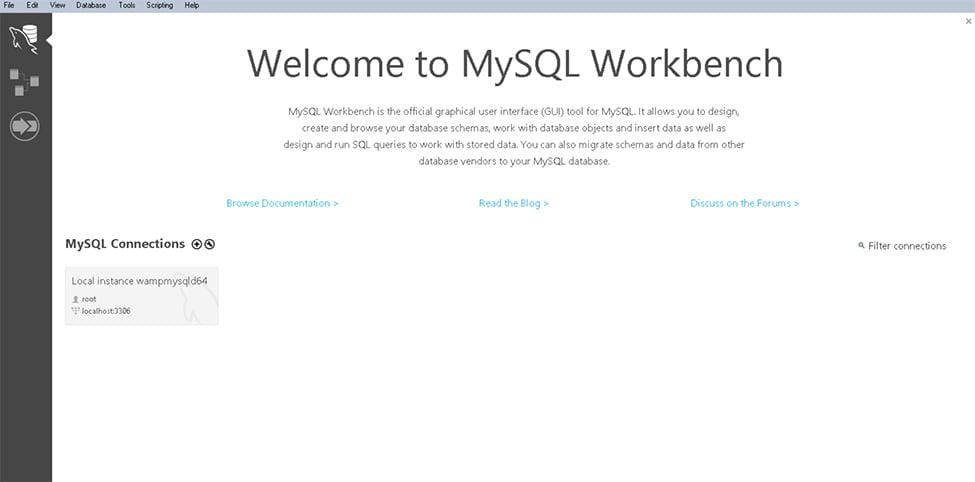 File Edit View Database Tools Scripting Help
Welcome to MySQL Workbench
MySQL Workbench is the official graphical user interface (GUI) tool for MySQL. It allows you to design,
create and browse your database schemas, work with database objects and insert data as well as
design and run SQL queries to work with stored data. You can also migrate schemas and data from other
database vendors to your MySQL database.
Browse Documentation > Read the Blog > Discuss on the Forums >
MySQL Connections Filter connections
Local instance wampmysqld64
root
localhost:3306